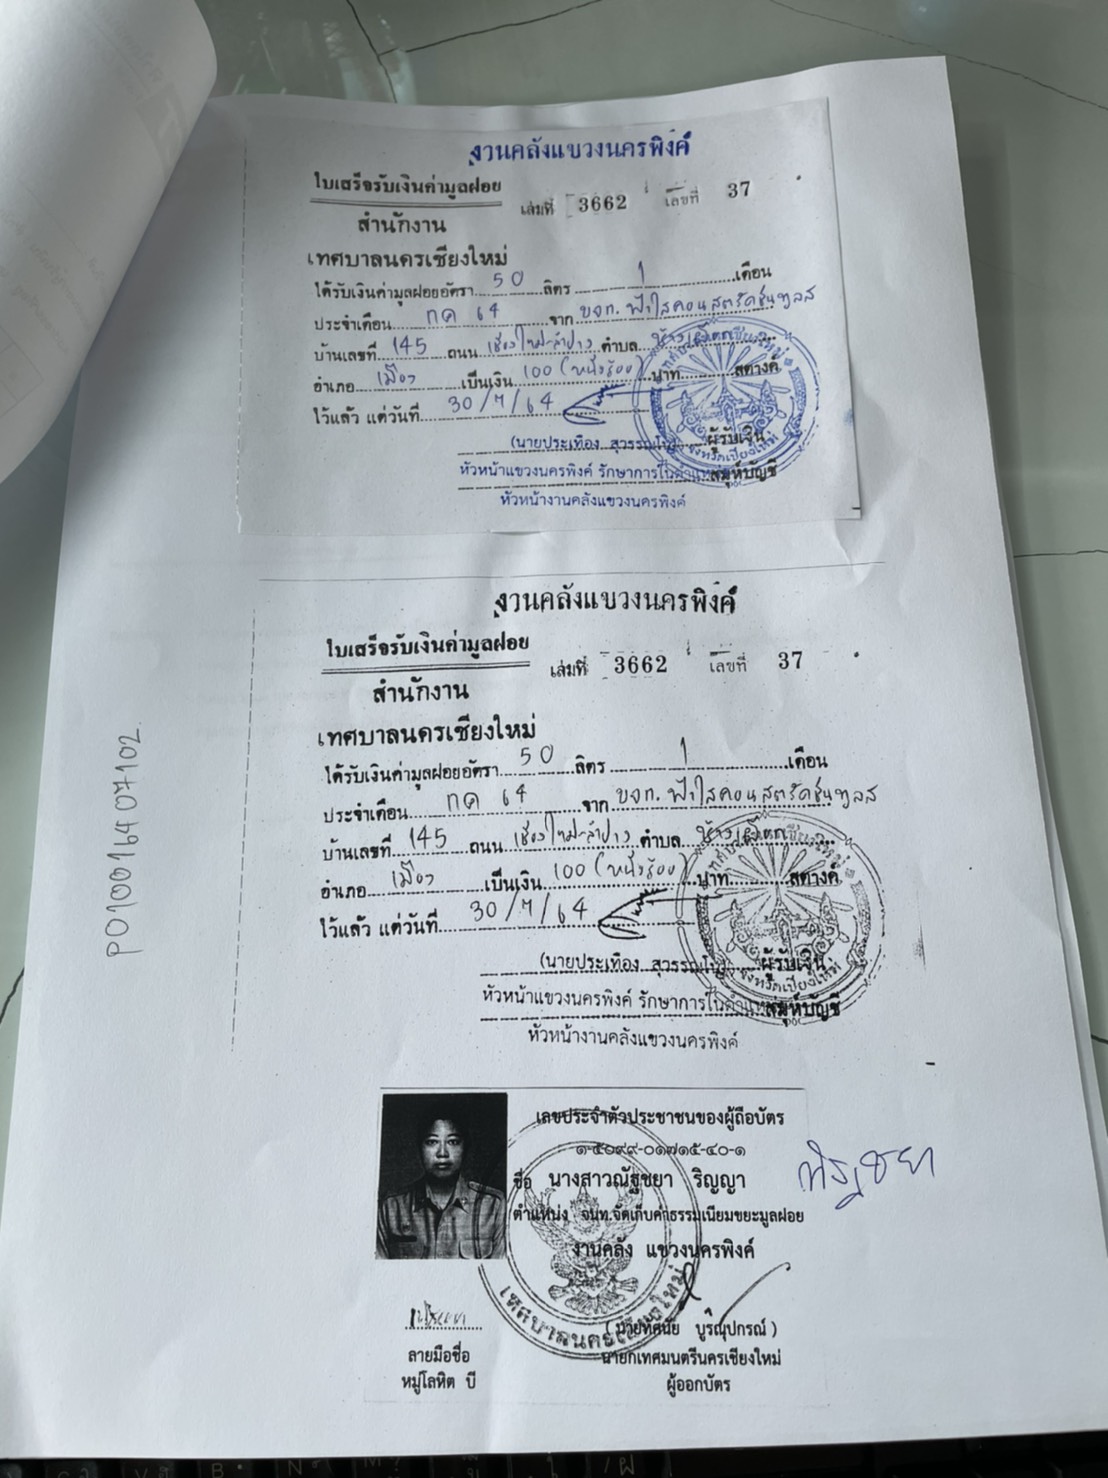 งานคลังแขวงนครพิงค์
ใบเสร็จรับเงินค่ามูลฝอย
เล่มที่ 3662 เลขที่ 37
สำนักงาน
เทศบาลนครเชียงใหม่
ได้รับเงินค่ามูลฝอยอัตรา 50 ลิตร 1 เดือน
ประจำเดือน กค 64 จาก บจก. ฟ้าใสคอนสตรัคชั่นพลัส
บ้านเลขที่ 145 ถนน เชียงใหม่-ลำปาง ตำบล ช้างเผือก
อำเภอ เมือง เป็นเงิน 100 (หนึ่งร้อย) บาท สตางค์
ไว้แล้ว แต่วันที่ 30/7/64
(นายประเทือง ผู้รับเงิน
หัวหน้าแขวงนครพิงค์ รักษาการในตำแหน่ง สมุห์บัญชี
หัวหน้างานคลังแขวงนครพิงค์
งานคลังแขวงนครพิงค์
ใบเสร็จรับเงินค่ามูลฝอย
เล่มที่ 3662 เลขที่ 37
สำนักงาน
เทศบาลนครเชียงใหม่
ได้รับเงินค่ามูลฝอยอัตรา 50 ลิตร 1 เดือน
ประจำเดือน กค 64 จาก บจก. ฟ้าใสคอนสตรัคชั่นพลัส
บ้านเลขที่ 145 ถนน เชียงใหม่-ลำปาง ตำบล ช้างเผือก
อำเภอ เมือง เป็นเงิน 100 (หนึ่งร้อย) บาท สตางค์
ไว้แล้ว แต่วันที่ 30/7/64
(นายประเทือง ผู้รับเงิน
หัวหน้าแขวงนครพิงค์ รักษาการในตำแหน่ง สมุห์บัญชี
หัวหน้างานคลังแขวงนครพิงค์
PO10016407102
เลขประจำตัวประชาชนของผู้ถือบัตร
๑-๕๐๙๙-๐๑๗๑๕-๔๐-๑
ชื่อ นางสาวณัฐชยา ริญญา
ตำแหน่ง จนท.จัดเก็บค่าธรรมเนียมขยะมูลฝอย
งานคลัง แขวงนครพิงค์
ณัฐชยา
เทศบาลนครเชียงใหม่
(นายทัศนัย บูรณุปกรณ์)
ลายมือชื่อ นายกเทศมนตรีนครเชียงใหม่
หมู่โลหิต บี ผู้ออกบัตร